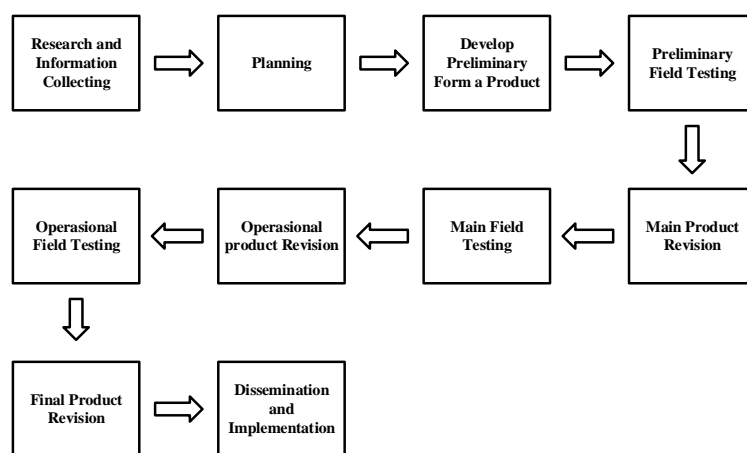 Research and
Information
Collecting
Planning
Develop
Preliminary
Form a Product
Preliminary
Field Testing
Operasional
Field Testing
Operasional
product Revision
Main Field
Testing
Main Product
Revision
Final Product
Revision
Dissemination
and
Implementation